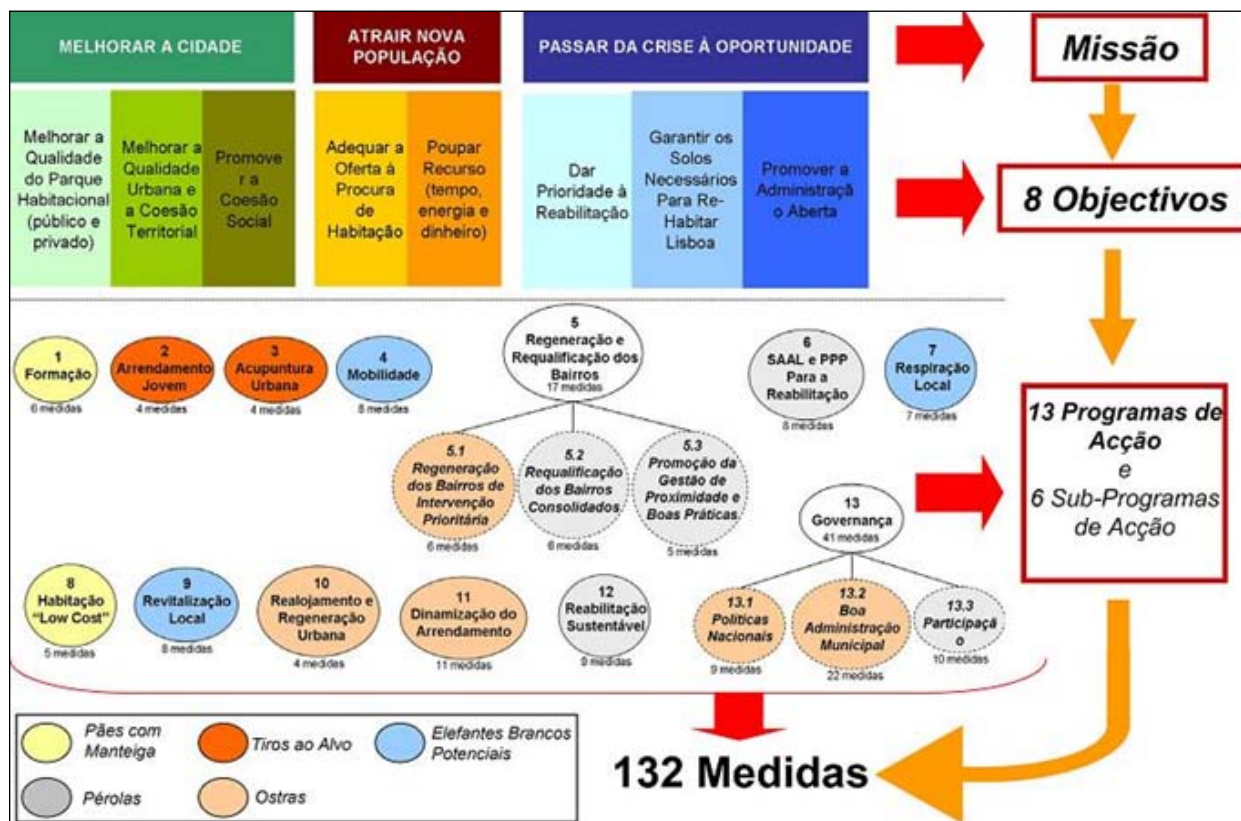 MELHORAR A CIDADE
ATRAIR NOVA
POPULAÇÃO
PASSAR DA CRISE À OPORTUNIDADE
Missão
Melhorar a
Qualidade
do Parque
Habitacional
(público e
privado)
Melhorar a
Qualidade
Urbana e
a Coesão
Territorial
Promove
r a
Coesão
Social
Adequar a
Oferta à
Procura
de
Habitação
Poupar
Recurso
(tempo,
energia e
dinheiro)
Dar
Prioridade à
Reabilitação
Garantir os
Solos
Necessários
Para Re-
Habitar
Lisboa
Promover a
Administraçã
o Aberta
8 Objectivos
1
Formação
6 medidas
2
Arrendamento
Jovem
4 medidas
3
Acupuntura
Urbana
4 medidas
4
Mobilidade
8 medidas
5
Regeneração e
Requalificação dos
Bairros
17 medidas
6
SAAL e PPP
Para a
Reabilitação
8 medidas
7
Respiração
Local
7 medidas
5.1
Regeneração
dos Bairros de
Intervenção
Prioritária
6 medidas
5.2
Requalificação
dos Bairros
Consolidados
6 medidas
5.3
Promoção da
Gestão de
Proximidade e
Boas Práticas
5 medidas
13
Governança
41 medidas
13 Programas de
Acção
e
6 Sub-Programas
de Acção
8
Habitação
“Low Cost”
5 medidas
9
Revitalização
Local
8 medidas
10
Realojamento e
Regeneração
Urbana
4 medidas
11
Dinamização do
Arrendamento
11 medidas
12
Reabilitação
Sustentável
9 medidas
13.1
Políticas
Nacionais
9 medidas
13.2
Boa
Administração
Municipal
22 medidas
13.3
Participaçã
o
10 medidas
Pães com
Manteiga
Tiros ao Alvo
Elefantes Brancos
Potenciais
Pérolas
Ostras
132 Medidas